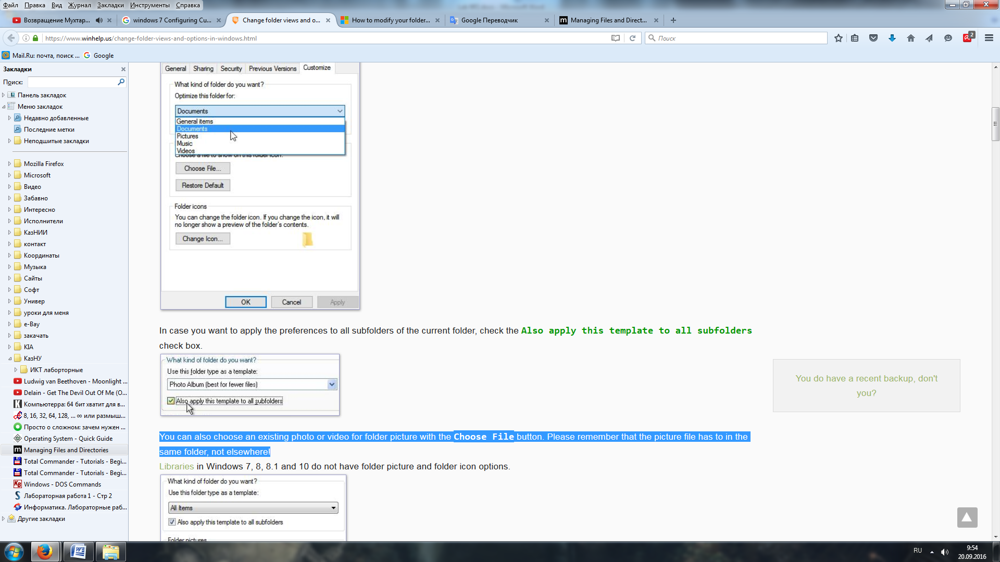 Файл Правка Вид Журнал Закладки Инструменты Справка
Возвращение Мухтар... windows 7 Configuring Cu... Change folder views and o... How to modify your folder... Google Переводчик Managing Files and Direct...
https://www.winhelp.us/change-folder-views-and-options-in-windows.html Поиск 2
Mail.Ru: почта, поиск ... Google
Закладки
Поиск:
Панель закладок
Меню закладок
Недавно добавленные
Последние метки
Неподшитые закладки
Mozilla Firefox
Microsoft
Видео
Забавно
Интересно
Исполнители
КазНИИ
контакт
Координаты
Музыка
Сайты
Софт
Универ
уроки для меня
e-Bay
закачать
KIA
КазНУ
ИКТ лаборторные
Ludwig van Beethoven - Moonlight ...
Delain - Get The Devil Out Of Me (O...
Компьютерра: 64 бит хватит для в...
8, 16, 32, 64, 128, ... ∞ или размыш...
Просто о сложном: зачем нужен ...
Operating System - Quick Guide
Managing Files and Directories
Total Commander - Tutorials - Begi...
Total Commander - Tutorials - Begi...
Windows - DOS Commands
Лабораторная работа 1 - Стр 2
Информатика. Лабораторные раб...
Другие закладки
General Sharing Security Previous Versions Customize
What kind of folder do you want?
Optimize this folder for:
Documents
General items
Documents
Pictures
Music
Videos
Choose a file to show on this folder icon.
Choose File...
Restore Default
Folder icons
You can change the folder icon. If you change the icon, it will
no longer show a preview of the folder's contents.
Change Icon...
OK Cancel Apply
In case you want to apply the preferences to all subfolders of the current folder, check the Also apply this template to all subfolders
check box.
What kind of folder do you want?
Use this folder type as a template:
Photo Album (best for fewer files)
Also apply this template to all subfolders
You can also choose an existing photo or video for folder picture with the Choose File button. Please remember that the picture file has to in the
same folder, not elsewhere!
Libraries in Windows 7, 8, 8.1 and 10 do not have folder picture and folder icon options.
What kind of folder do you want?
Use this folder type as a template:
All Items
Also apply this template to all subfolders
Folder pictures
You do have a recent backup, don't
you?
RU 9:54
20.09.2016